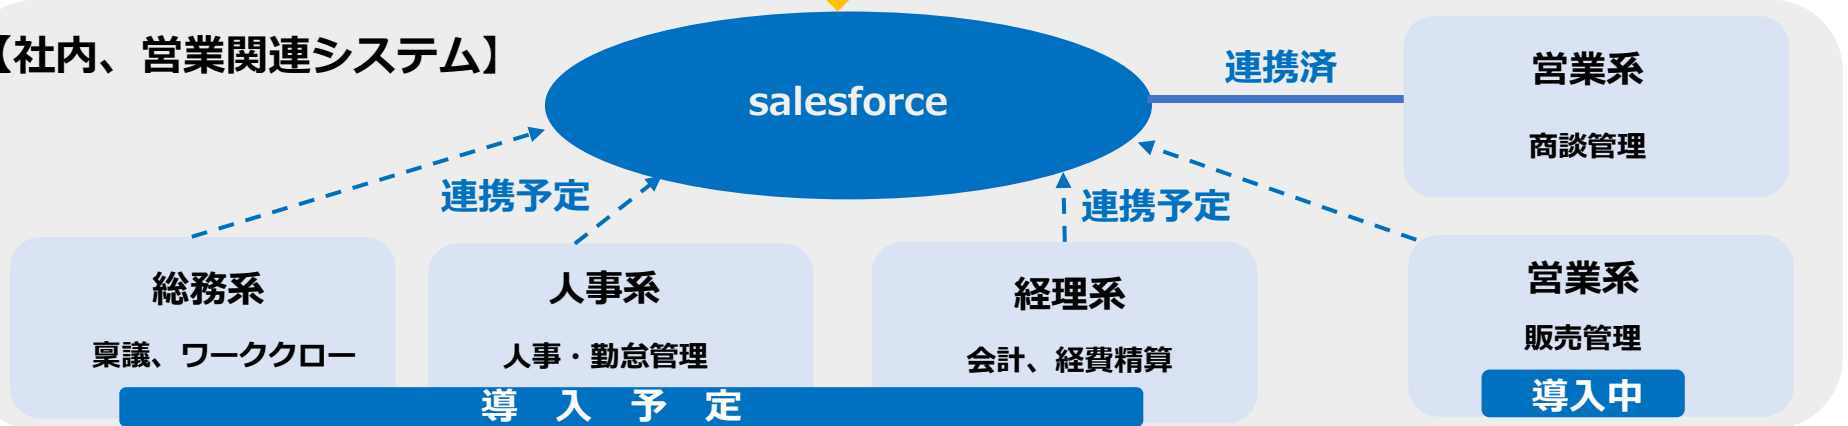 【社内、営業関連システム】
salesforce
連携済
営業系
商談管理
連携予定
連携予定
総務系
稟議、ワーククロー
人事系
人事・勤怠管理
経理系
会計、経費精算
営業系
販売管理
導入予定
導入中